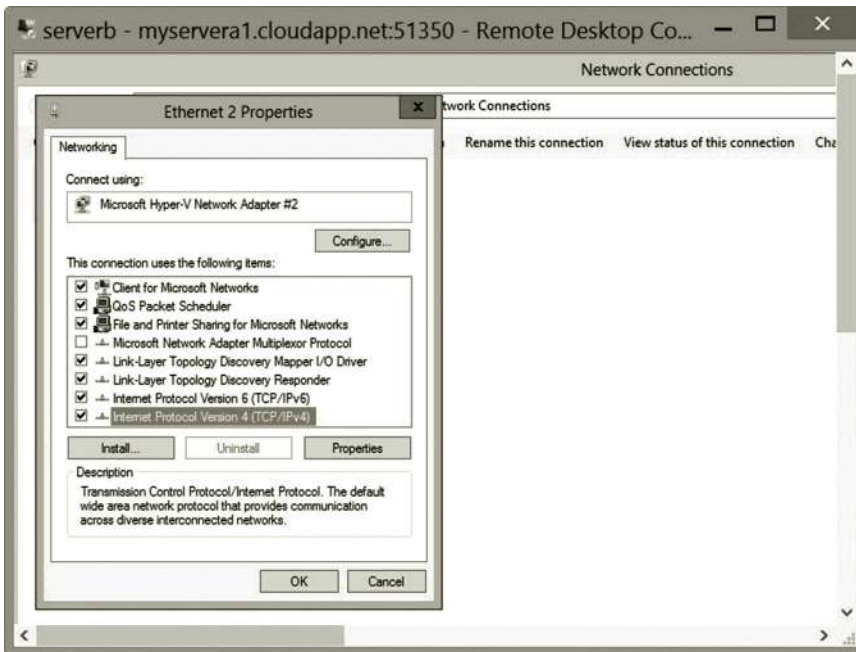 serverb - myservera1.cloudapp.net:51350 - Remote Desktop Co...
Network Connections
Ethernet 2 Properties
twork Connections
Rename this connection View status of this connection Cha
Networking
Connect using:
Microsoft Hyper-V Network Adapter #2
Configure...
This connection uses the following items:
Client for Microsoft Networks
QoS Packet Scheduler
File and Printer Sharing for Microsoft Networks
Microsoft Network Adapter Multiplexor Protocol
Link-Layer Topology Discovery Mapper I/O Driver
Link-Layer Topology Discovery Responder
Internet Protocol Version 6 (TCP/IPv6)
Internet Protocol Version 4 (TCP/IPv4)
Install... Uninstall Properties
Description
Transmission Control Protocol/Internet Protocol. The default
wide area network protocol that provides communication
across diverse interconnected networks.
OK Cancel